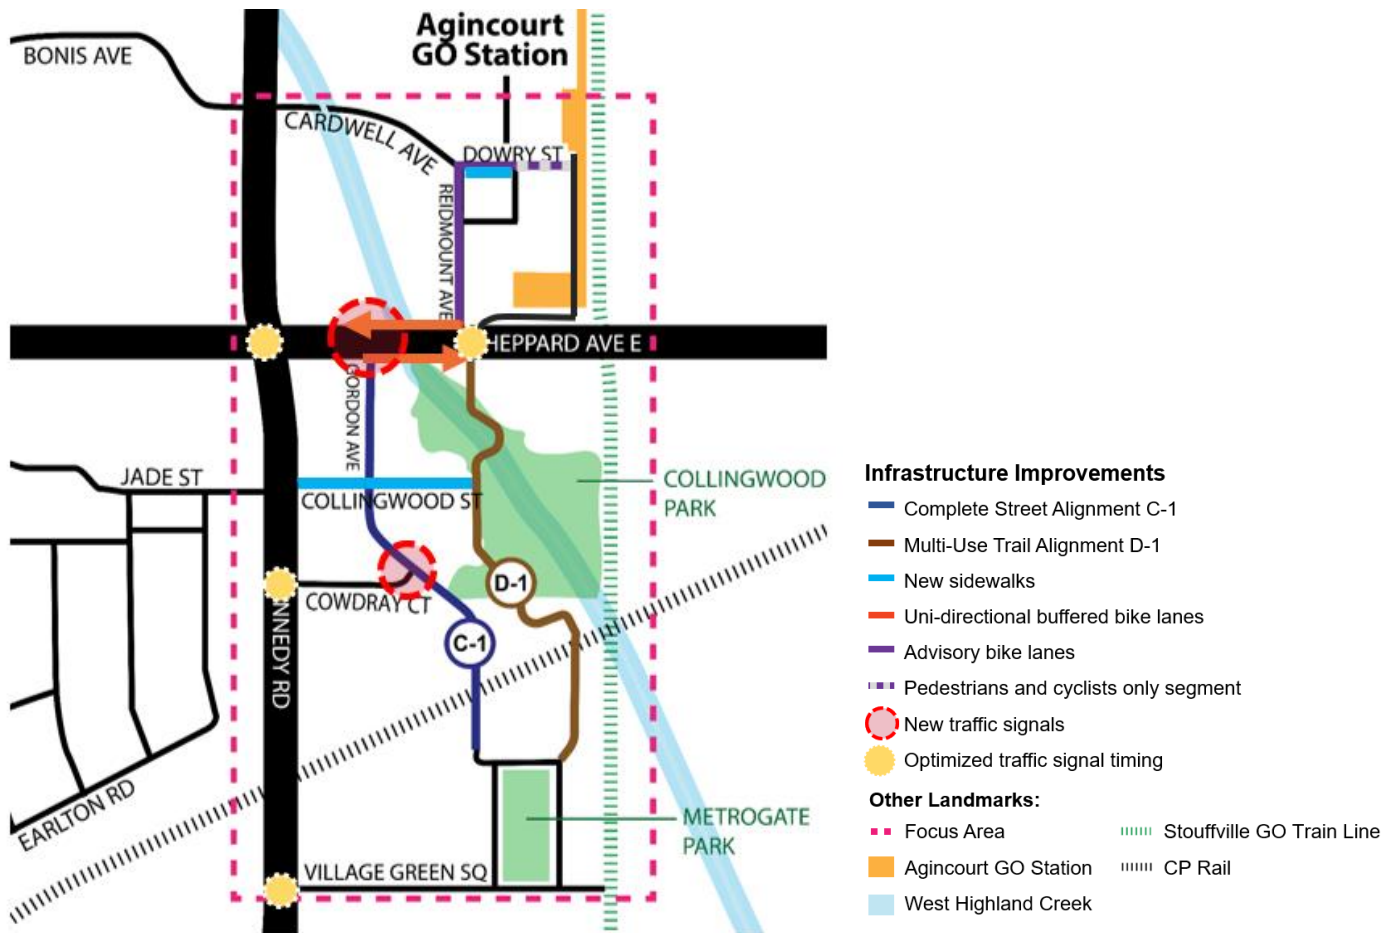 Agincourt
GO Station
BONIS AVE
CARDWELL AVE
DOWRY ST
REIDMOUNT AVE
HEPPARD AVE E
GORDON AVE
JADE ST
COLLINGWOOD ST
COLLINGWOOD
PARK
D-1
COWDRAY CT
C-1
NNEDY RD
EARLTON RD
METROGATE
PARK
VILLAGE GREEN SQ
Infrastructure Improvements
Complete Street Alignment C-1
Multi-Use Trail Alignment D-1
New sidewalks
Uni-directional buffered bike lanes
Advisory bike lanes
Pedestrians and cyclists only segment
New traffic signals
Optimized traffic signal timing
Other Landmarks:
Focus Area
Stouffville GO Train Line
Agincourt GO Station
CP Rail
West Highland Creek